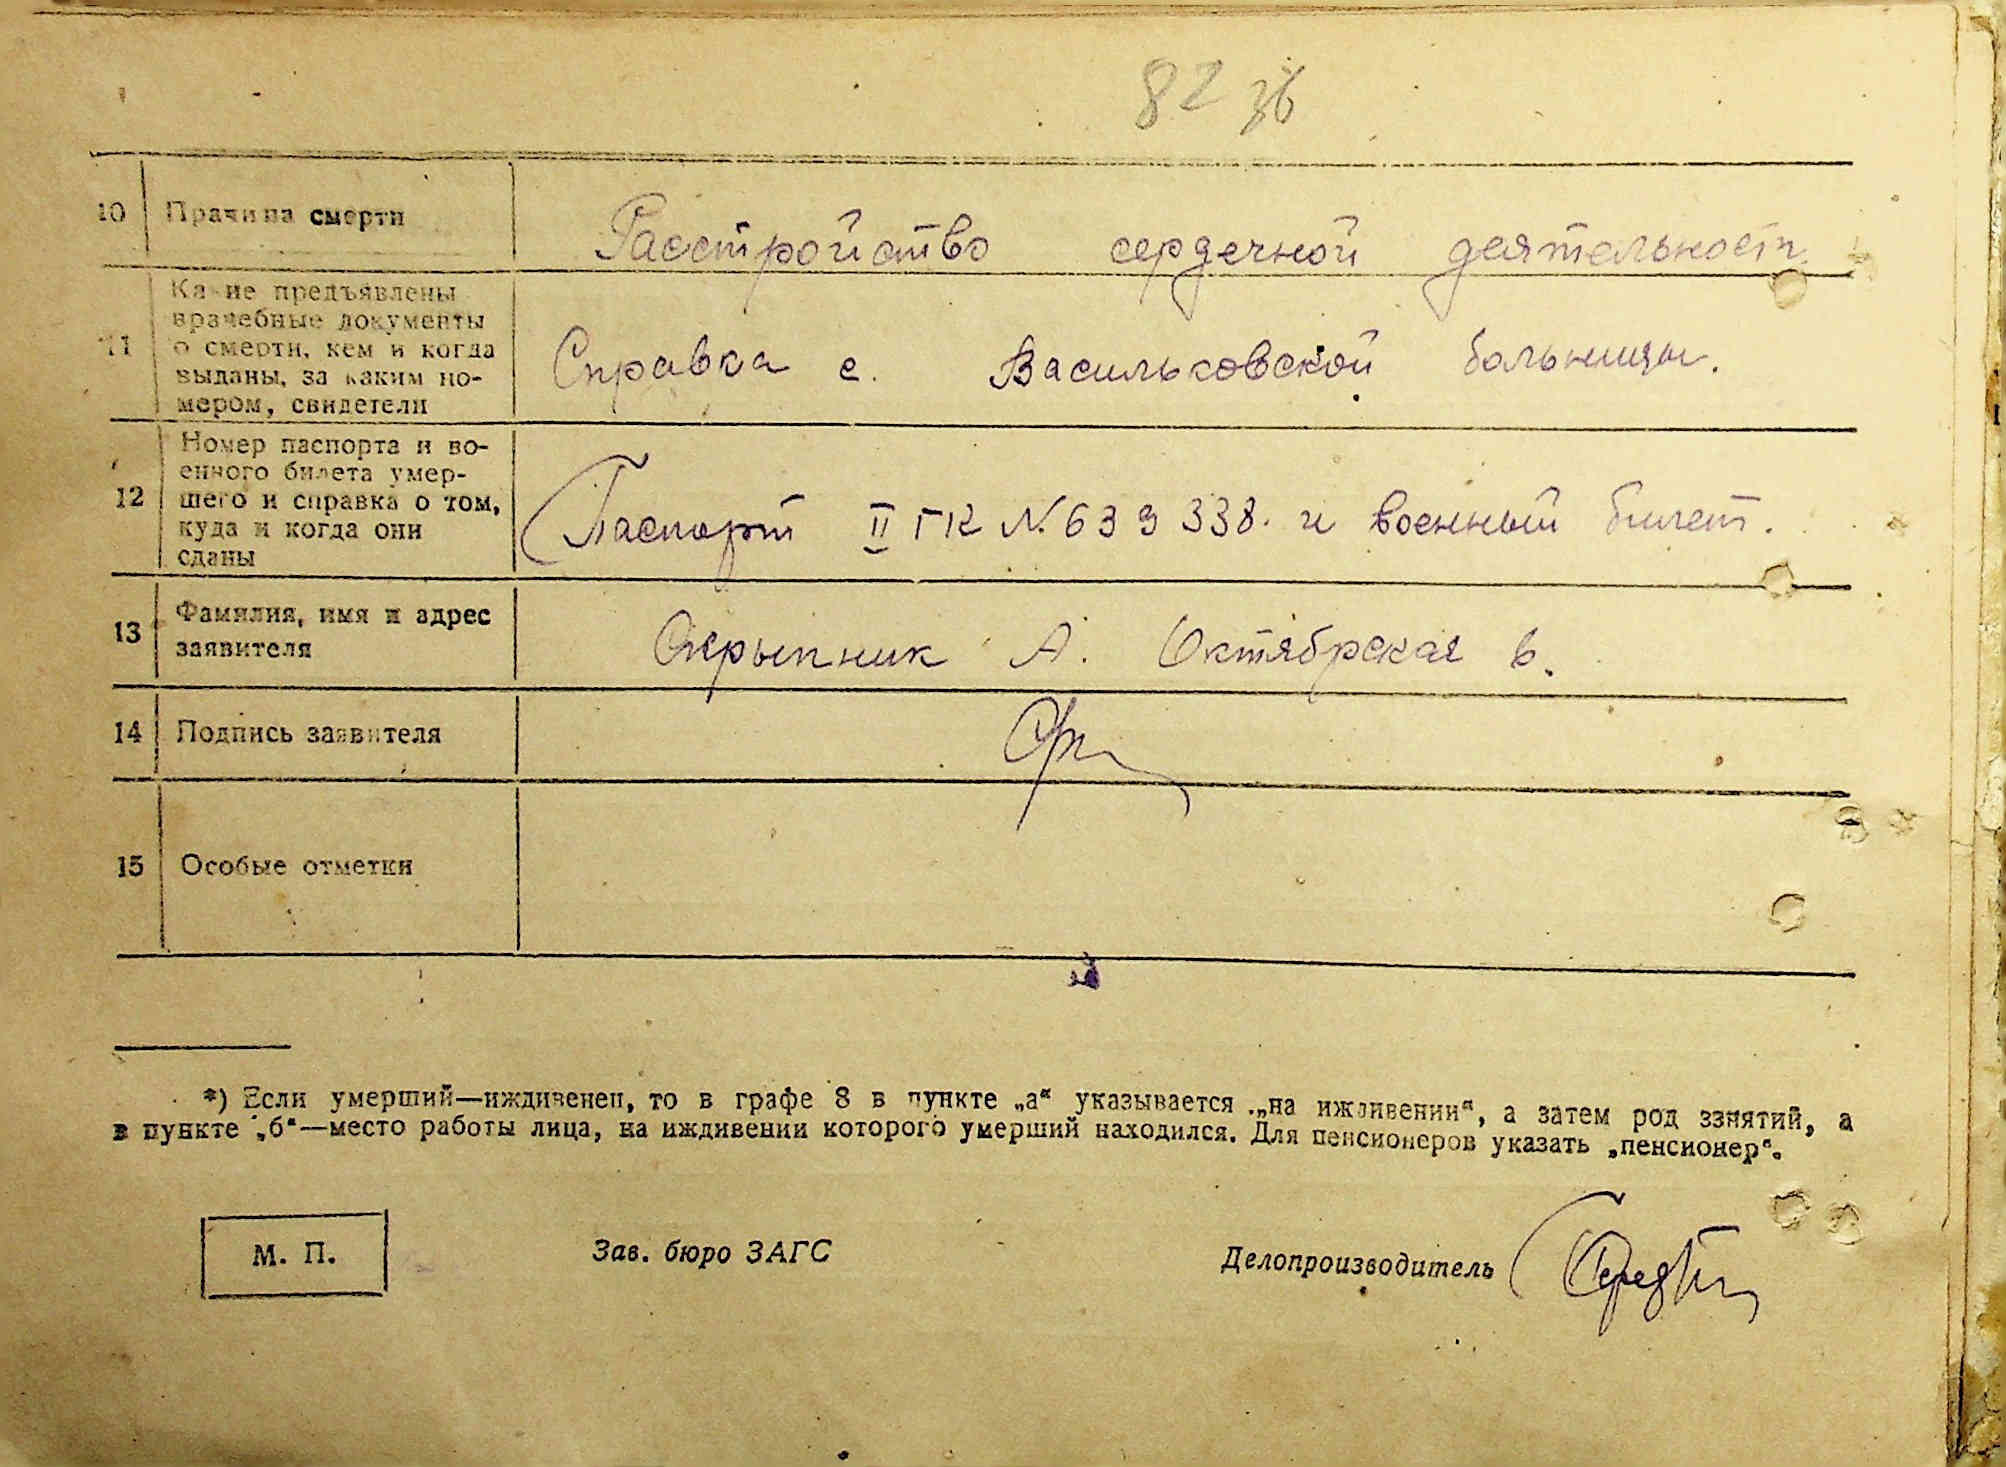 82 зв
10 Причина смерти Расстройство сердечной деятельности.
Какие предъявлены
врачебные документы
11 о смерти, кем и когда Справка с. Васильковской больницы.
выданы, за каким но-
мером, свидетели
Номер паспорта и во-
енного билета умер-
12 шего и справка о том, Паспорт II ГК №. 639 338. и военный билет.
куда и когда они
сданы
13 Фамилия, имя и адрес Скрыпник А. Октябрская 6.
заявителя
14 Подпись заявителя
15 Особые отметки
*) Если умерший—иждивенец, то в графе 8 в пункте „а“ указывается „на иждивении“, а затем род занятий, а
в пункте „б“—место работы лица, на иждивении которого умерший находился. Для пенсионеров указать „пенсионер“.
М. П. Зав. бюро ЗАГС Делопроизводитель